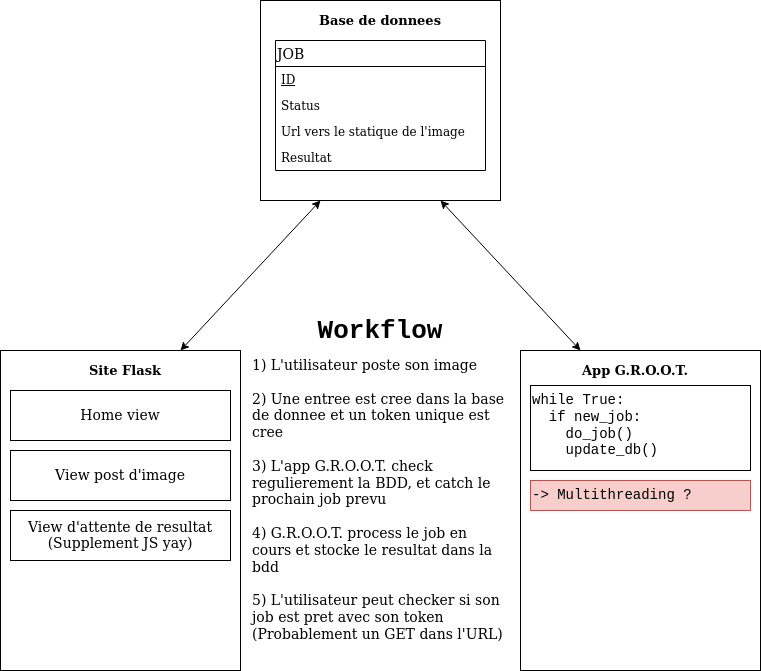 Base de donnees
JOB
ID
Status
Url vers le statique de l'image
Resultat
Workflow
Site Flask
Home view
View post d'image
View d'attente de resultat
(Supplement JS yay)
1) L'utilisateur poste son image
2) Une entree est cree dans la base
de donnee et un token unique est
cree
3) L'app G.R.O.O.T. check
regulierement la BDD, et catch le
prochain job prevu
4) G.R.O.O.T. process le job en
cours et stocke le resultat dans la
bdd
5) L'utilisateur peut checker si son
job est pret avec son token
(Probablement un GET dans l'URL)
App G.R.O.O.T.
while True:
  if new_job:
    do_job()
    update_db()
-> Multithreading ?